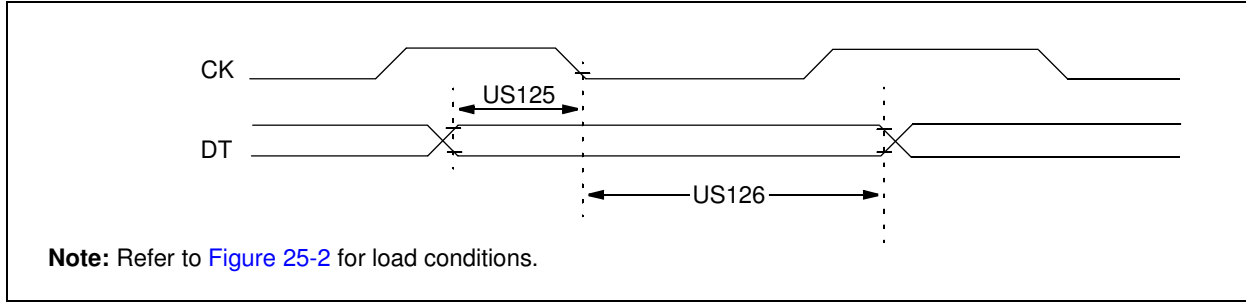 CK
US125
DT
US126
Note: Refer to Figure 25-2 for load conditions.